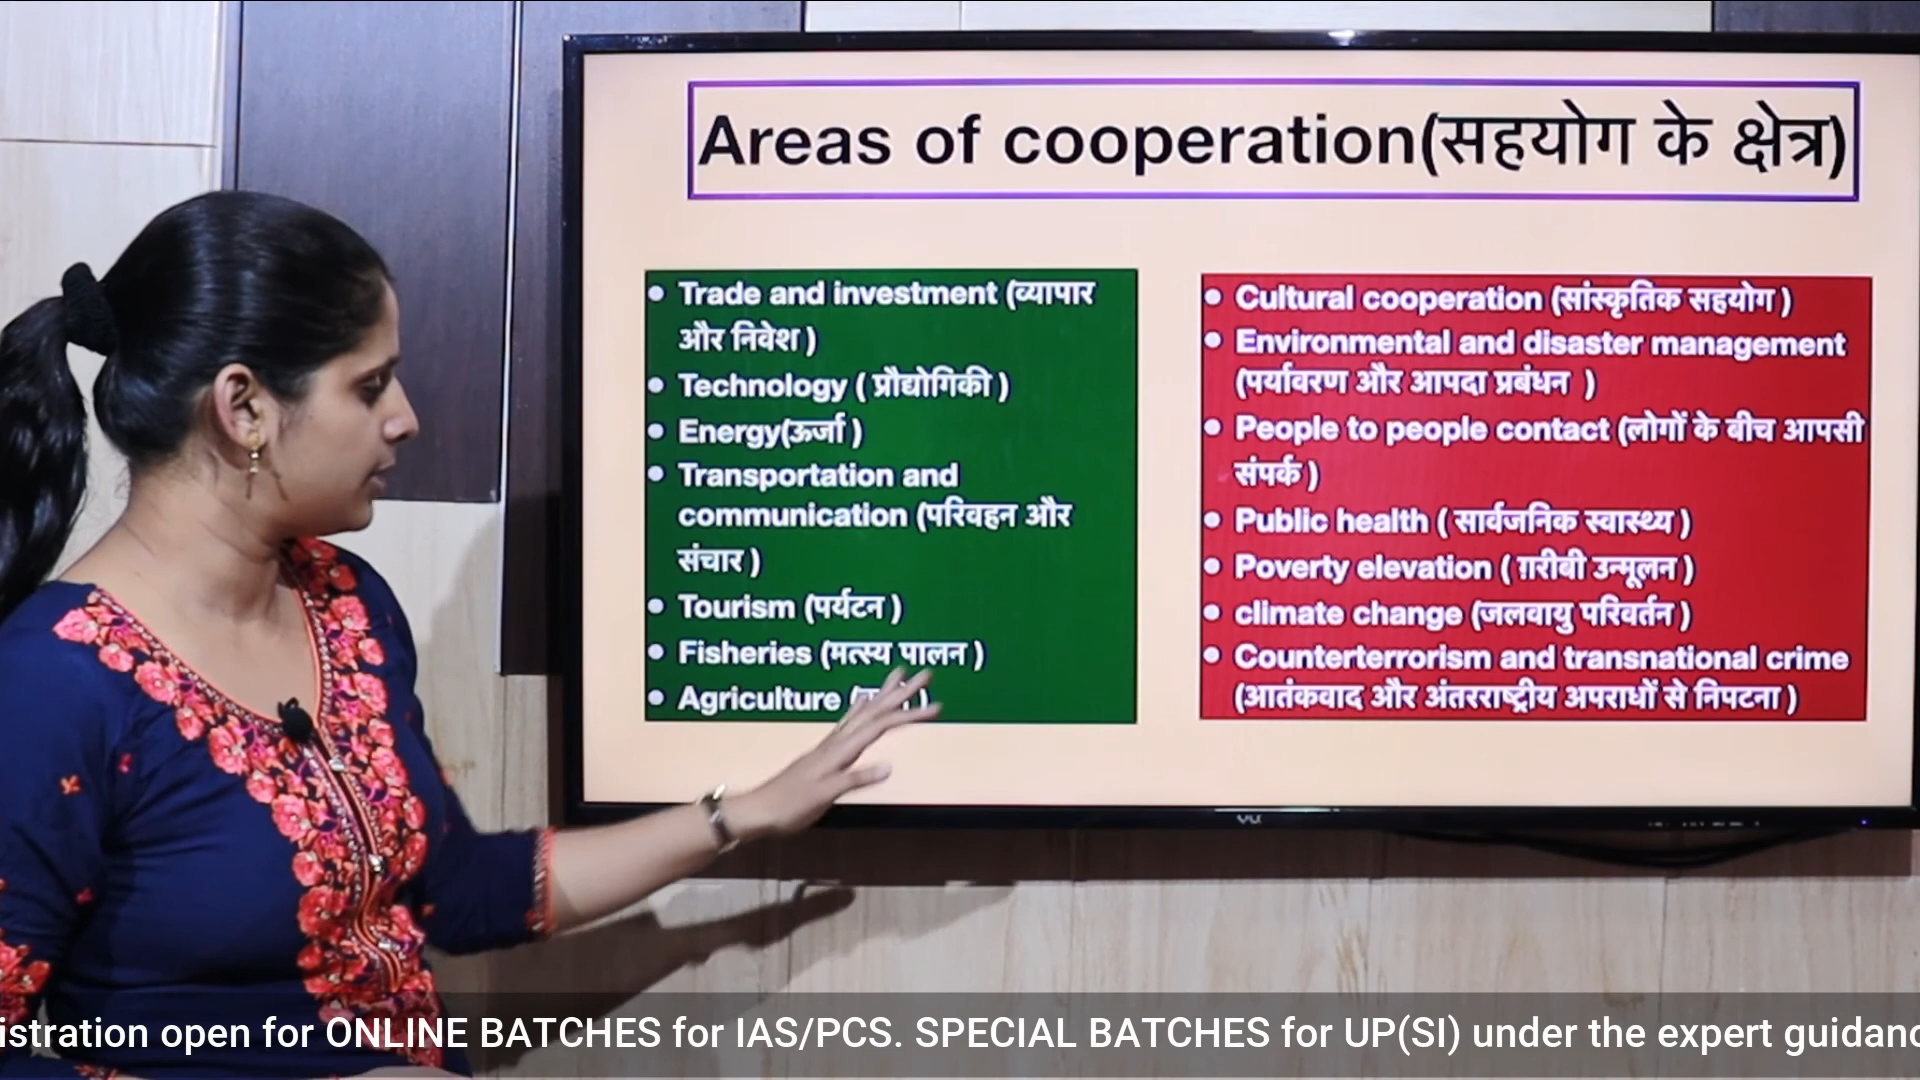 Areas of cooperation(सहयोग के क्षेत्र)
• Trade and investment (व्यापार
और निवेश )
• Technology ( प्रौद्योगिकी )
• Energy(ऊर्जा )
• Transportation and
communication (परिवहन और
संचार )
• Tourism (पर्यटन )
• Fisheries (मत्स्य पालन )
• Agriculture
• Cultural cooperation (सांस्कृतिक सहयोग )
• Environmental and disaster management
(पर्यावरण और आपदा प्रबंधन )
• People to people contact (लोगों के बीच आपसी
संपर्क )
• Public health ( सार्वजनिक स्वास्थ्य )
• Poverty elevation ( ग़रीबी उन्मूलन )
• climate change (जलवायु परिवर्तन )
• Counterterrorism and transnational crime
(आतंकवाद और अंतरराष्ट्रीय अपराधों से निपटना )
istration open for ONLINE BATCHES for IAS/PCS. SPECIAL BATCHES for UP(SI) under the expert guidanc